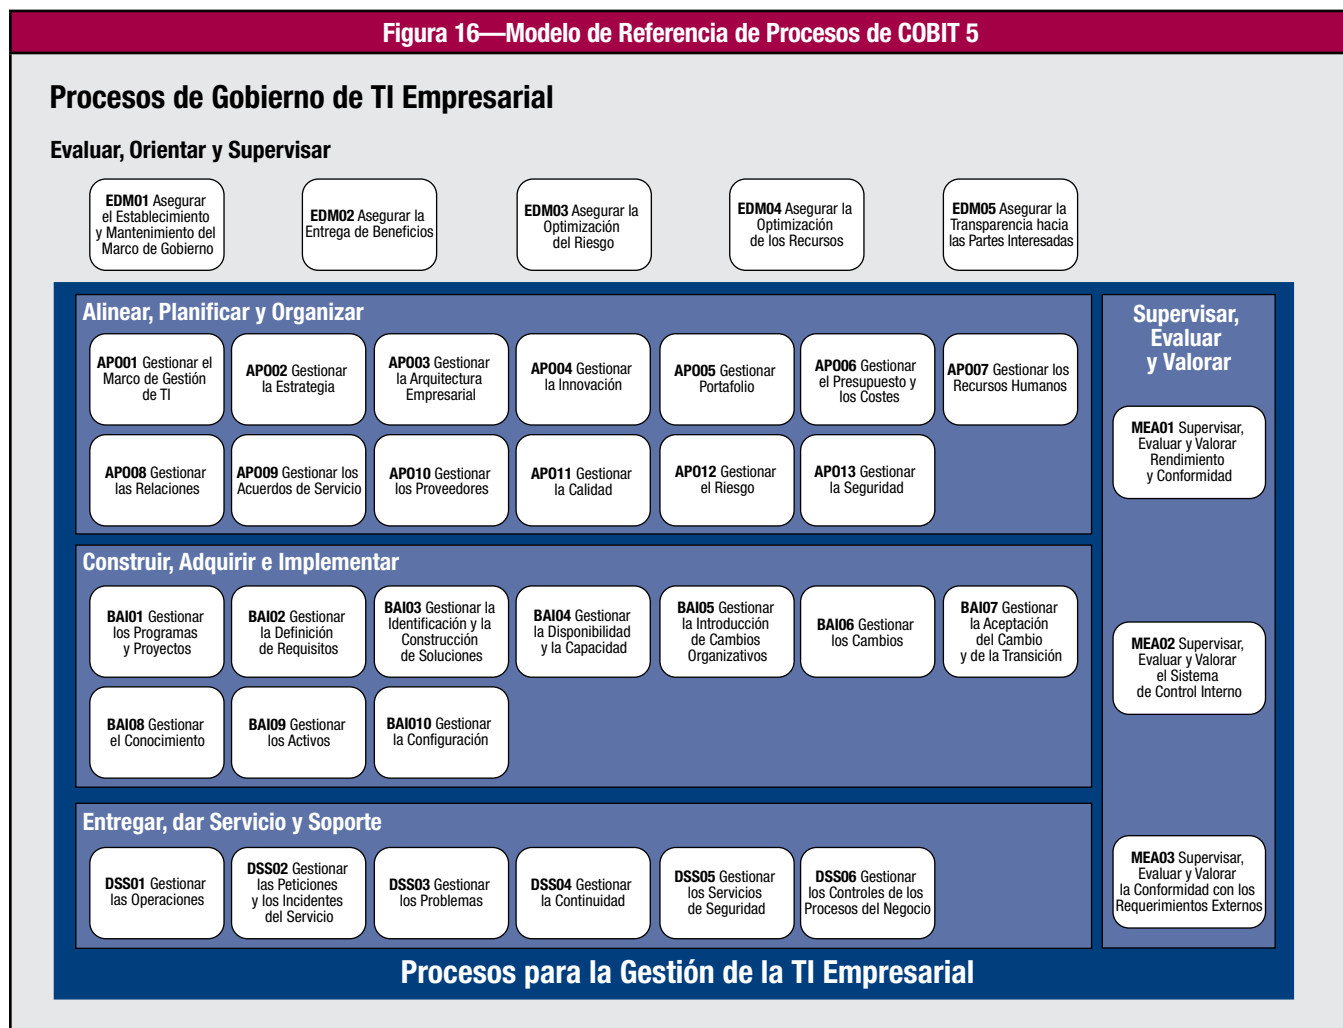 Figura 16—Modelo de Referencia de Procesos de COBIT 5
Procesos de Gobierno de TI Empresarial
Evaluar, Orientar y Supervisar
EDM01 Asegurar
el Establecimiento
y Mantenimiento del
Marco de Gobierno
EDM02 Asegurar la
Entrega de Beneficios
EDM03 Asegurar la
Optimización
del Riesgo
EDM04 Asegurar la
Optimización
de los Recursos
EDM05 Asegurar la
Transparencia hacia
las Partes Interesadas
Alinear, Planificar y Organizar
APO01 Gestionar el
Marco de Gestión
de TI
APO02 Gestionar
la Estrategia
APO03 Gestionar
la Arquitectura
Empresarial
APO04 Gestionar
la Innovación
APO05 Gestionar
Portafolio
APO06 Gestionar
el Presupuesto y
los Costes
APO07 Gestionar los
Recursos Humanos
APO08 Gestionar
las Relaciones
APO09 Gestionar los
Acuerdos de Servicio
APO10 Gestionar
los Proveedores
APO11 Gestionar
la Calidad
APO12 Gestionar
el Riesgo
APO13 Gestionar
la Seguridad
Construir, Adquirir e Implementar
BAI01 Gestionar
los Programas
y Proyectos
BAI02 Gestionar
la Definición
de Requisitos
BAI03 Gestionar la
Identificación y la
Construcción
de Soluciones
BAI04 Gestionar
la Disponibilidad
y la Capacidad
BAI05 Gestionar
la Introducción
de Cambios
Organizativos
BAI06 Gestionar
los Cambios
BAI07 Gestionar
la Aceptación
del Cambio
y de la Transición
BAI08 Gestionar
el Conocimiento
BAI09 Gestionar
los Activos
BAI010 Gestionar
la Configuración
Entregar, dar Servicio y Soporte
DSS01 Gestionar
las Operaciones
DSS02 Gestionar
las Peticiones
y los Incidentes
del Servicio
DSS03 Gestionar
los Problemas
DSS04 Gestionar
la Continuidad
DSS05 Gestionar
los Servicios
de Seguridad
DSS06 Gestionar
los Controles de los
Procesos del Negocio
Supervisar,
Evaluar
y Valorar
MEA01 Supervisar,
Evaluar y Valorar
Rendimiento
y Conformidad
MEA02 Supervisar,
Evaluar y Valorar
el Sistema
de Control Interno
MEA03 Supervisar,
Evaluar y Valorar
la Conformidad con los
Requerimientos Externos
Procesos para la Gestión de la TI Empresarial